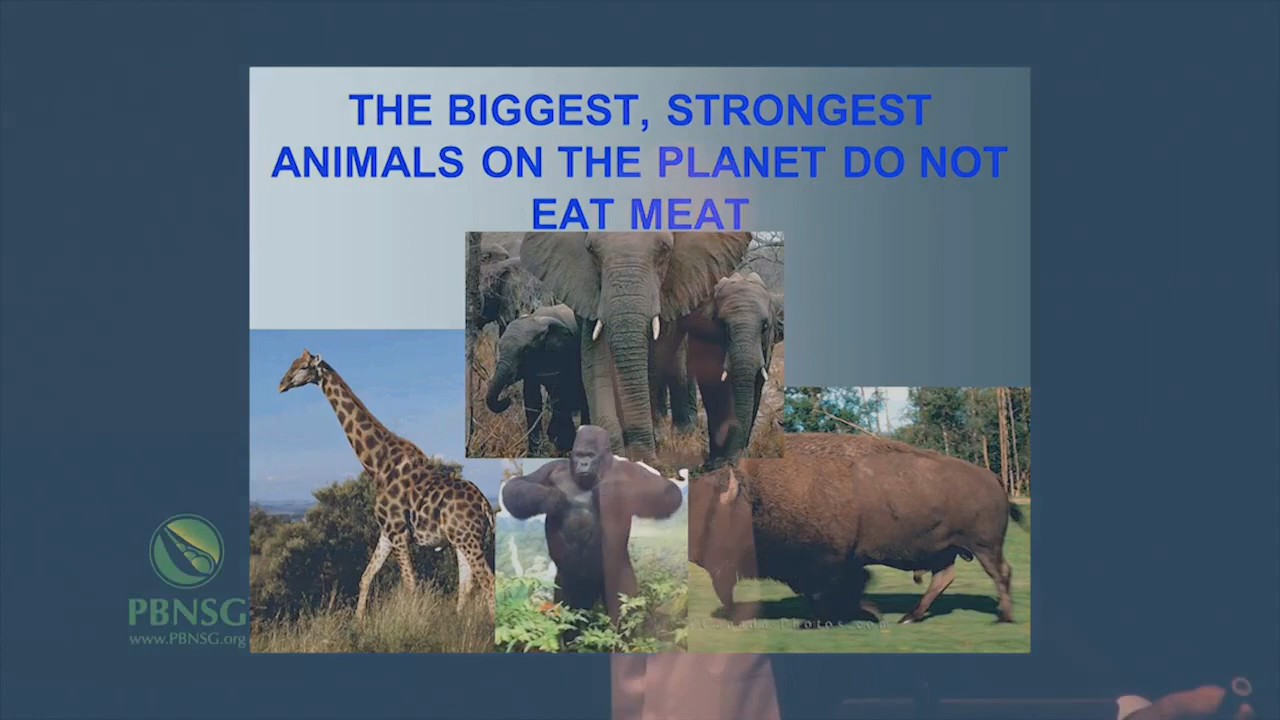 THE BIGGEST, STRONGEST
ANIMALS ON THE PLANET DO NOT
EAT MEAT
PBNSG
www.PBNSG.org